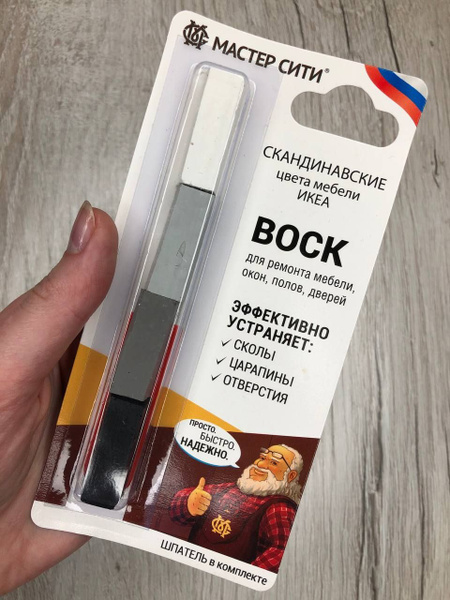 МАСТЕР СИТИ®
СКАНДИНАВСКИЕ
цвета мебели
ИКЕА
ВОСК
для ремонта мебели,
окон, полов, дверей
ЭФФЕКТИВНО
УСТРАНЯЕТ:
✓ СКОЛЫ
✓ ЦАРАПИНЫ
✓ ОТВЕРСТИЯ
ПРОСТО.
БЫСТРО.
НАДЕЖНО.
ШПАТЕЛЬ в комплекте